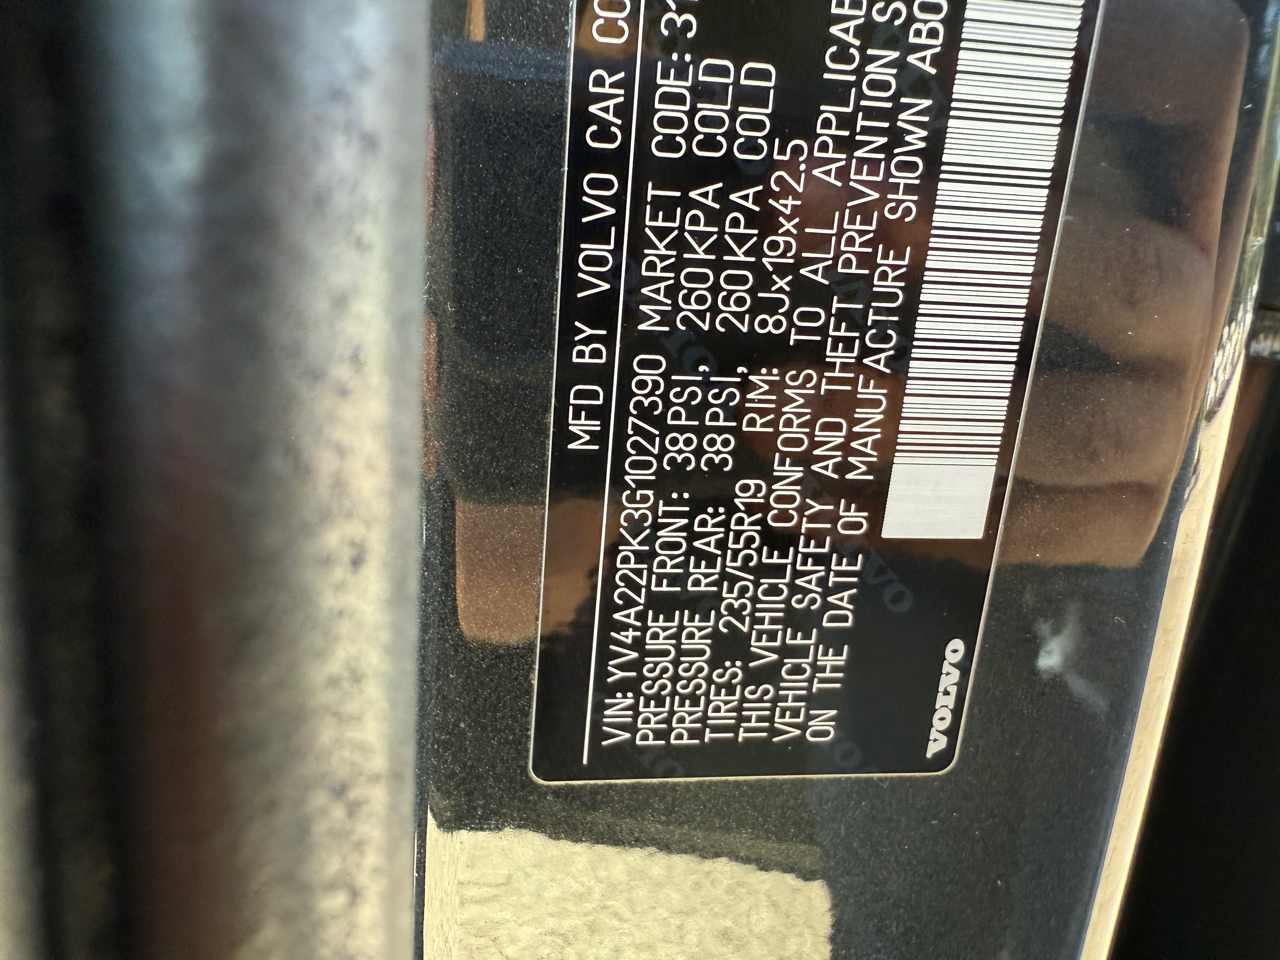 MFD BY VOLVO CAR CO
VIN: YV4A22PK3G1027390 MARKET CODE: 31
PRESSURE FRONT: 38PSI, 260KPA COLD
PRESSURE REAR: 38PSI, 260KPA COLD
TIRES: 235/55R19 RIM: 8Jx19x42.5
THIS VEHICLE CONFORMS TO ALL APPLICAB
VEHICLE SAFETY AND THEFT PREVENTION S
ON THE DATE OF MANUFACTURE SHOWN ABO
VOLVO